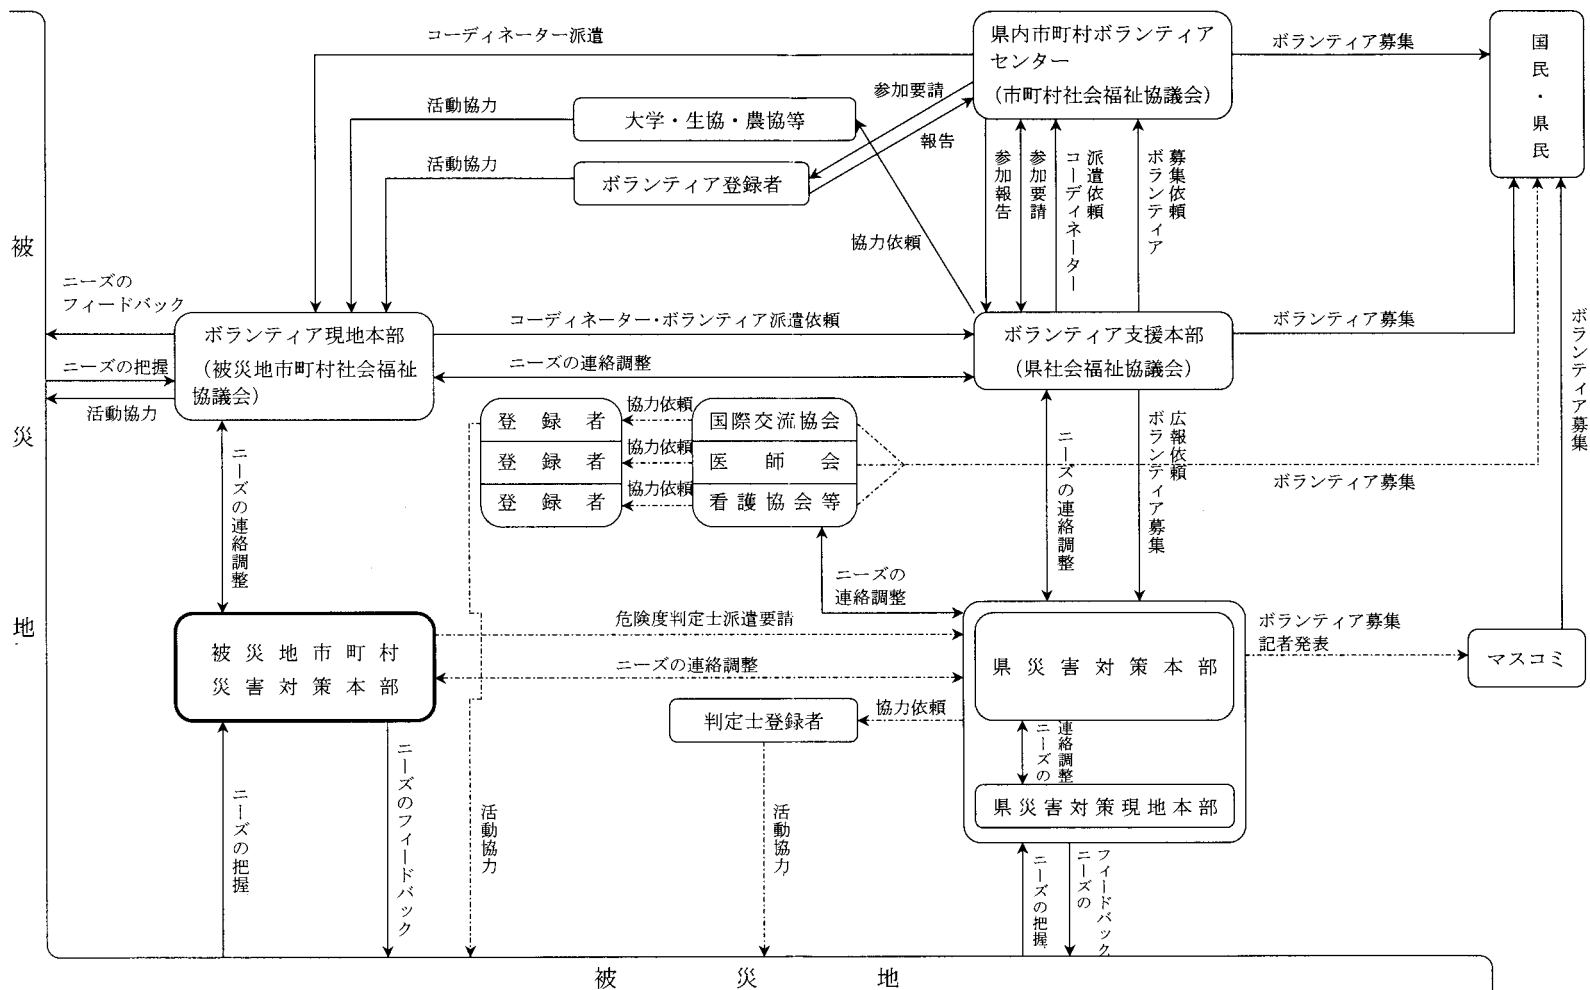 コーディネーター派遣
県内市町村ボランティア
センター
（市町村社会福祉協議会）
ボランティア募集
国民・県民
参加要請
報告
活動協力
大学・生協・農協等
活動協力
ボランティア登録者
協力依頼
参加報告
参加要請
コーディネーター
派遣依頼
ボランティア
募集依頼
被災地
ニーズの
フィードバック
ニーズの把握
活動協力
ボランティア現地本部
（被災地市町村社会福祉
協議会）
コーディネーター・ボランティア派遣依頼
ニーズの連絡調整
ボランティア支援本部
（県社会福祉協議会）
ボランティア募集
ボランティア募集
登録者
協力依頼
国際交流協会
登録者
協力依頼
医師会
登録者
協力依頼
看護協会等
ボランティア募集
ニーズの連絡調整
ニーズの連絡調整
ボランティア募集
広報依頼
ニーズの
連絡調整
被災地市町村
災害対策本部
危険度判定士派遣要請
ニーズの連絡調整
県災害対策本部
ボランティア募集
記者発表
マスコミ
判定士登録者
協力依頼
ニーズの
連絡調整
県災害対策現地本部
ニーズの把握
ニーズのフィードバック
活動協力
活動協力
ニーズの把握
ニーズの
フィードバック
被災地